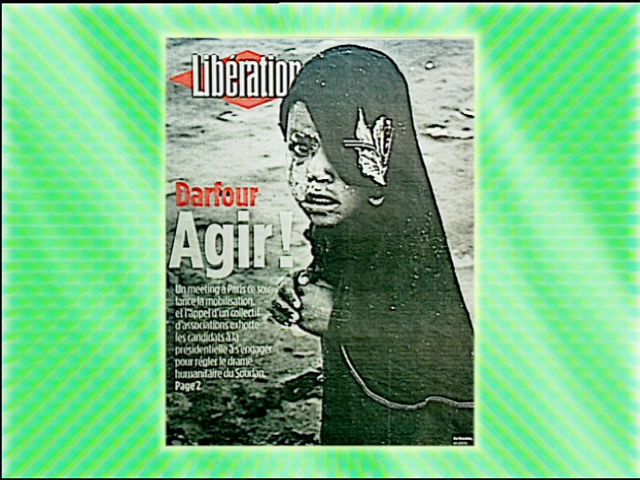 Libération
Darfour
Agir !
Un meeting à Paris ce soir
lance la mobilisation,
et l'appel d'un collectif
d'associations exhorte
les candidats à la
présidentielle à s'engager
pour régler le drame
humanitaire du Soudan.
Page 2